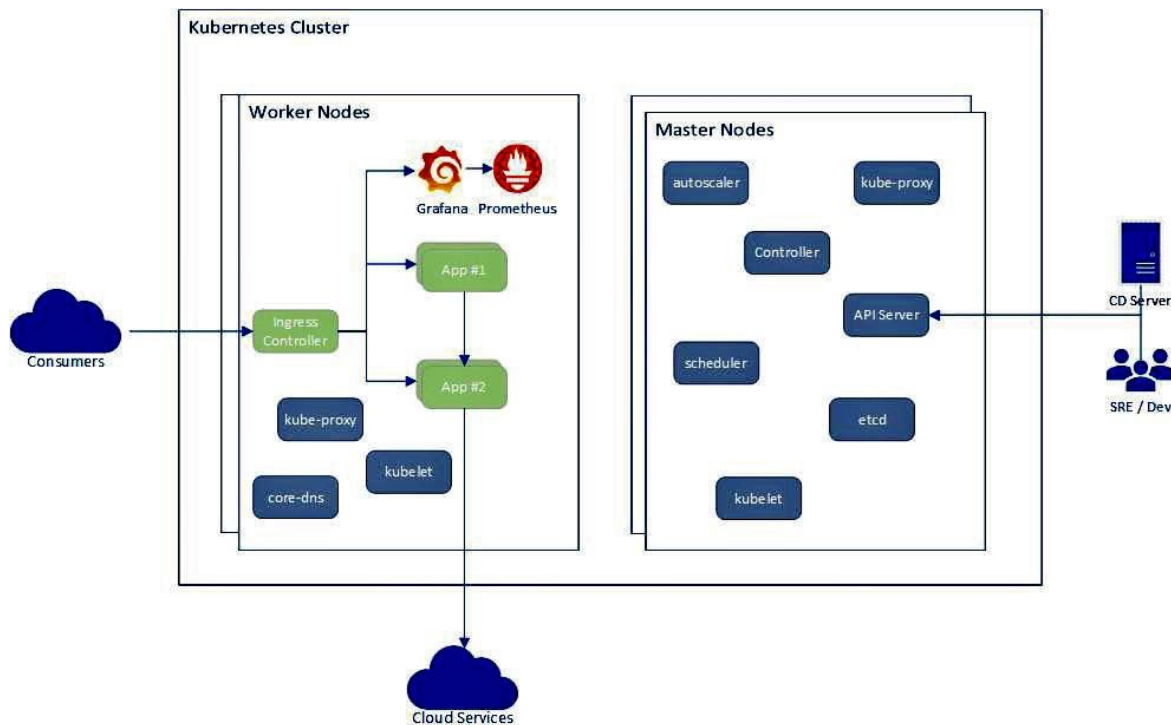 Kubernetes Cluster
Worker Nodes
Grafana
Prometheus
App #1
Ingress
Controller
App #2
kube-proxy
kubelet
core-dns
Master Nodes
autoscaler
kube-proxy
Controller
API Server
scheduler
etcd
kubelet
Consumers
CD Server
SRE / Dev
Cloud Services